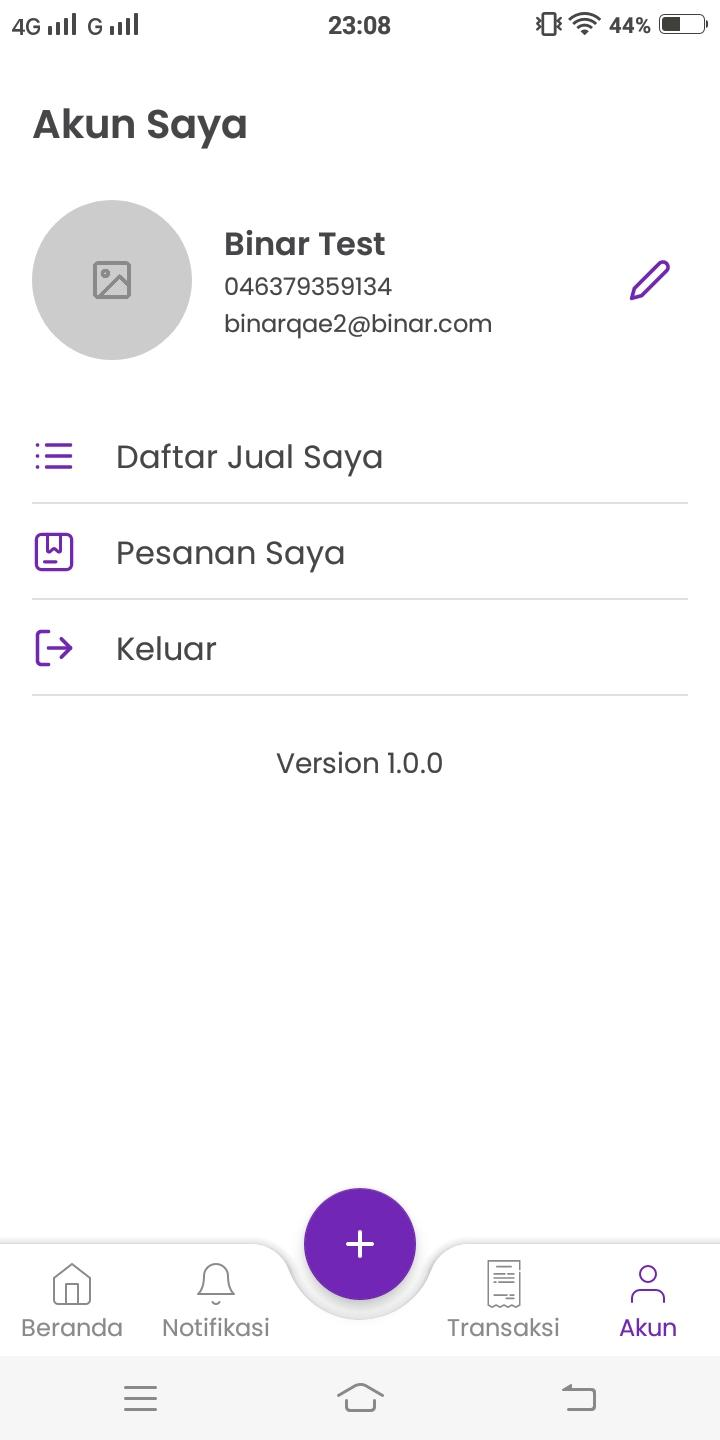 4G G 23:08 44%
Akun Saya
Binar Test
046379359134
binarqae2@binar.com
Daftar Jual Saya
Pesanan Saya
Keluar
Version 1.0.0
Beranda Notifikasi Transaksi Akun